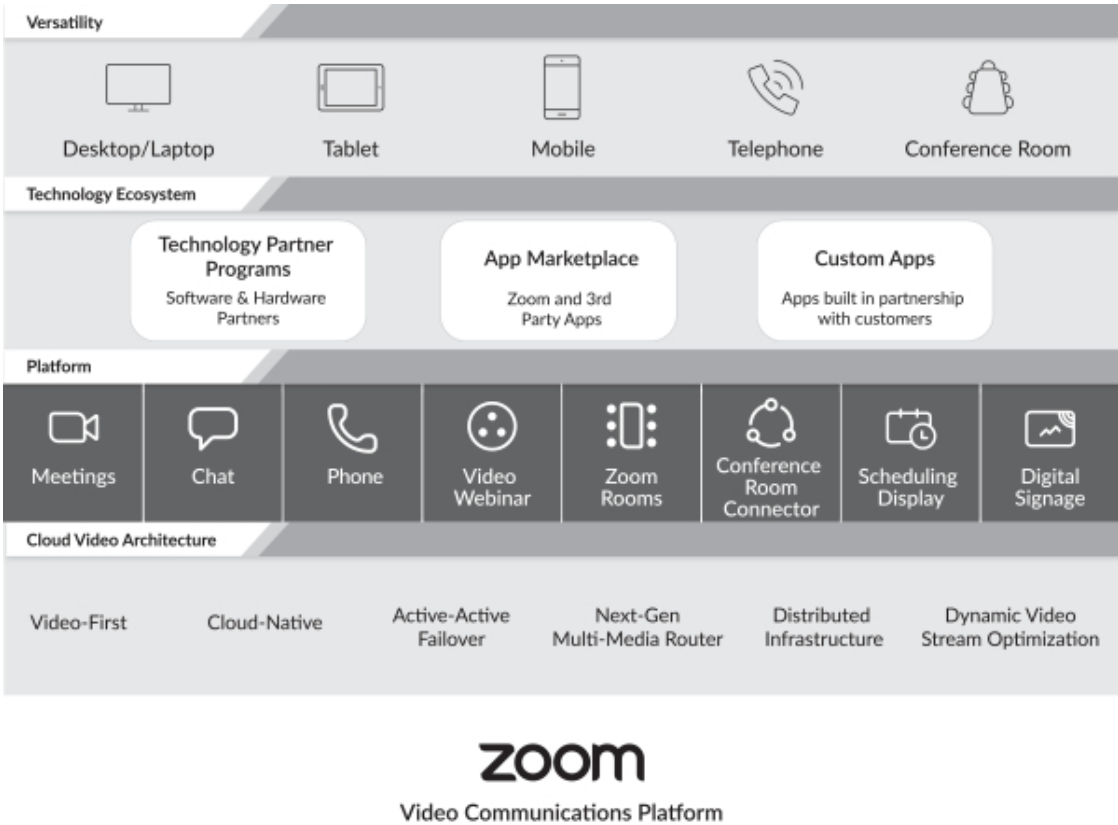 Versatility
Desktop/Laptop
Tablet
Mobile
Telephone
Conference Room
Technology Ecosystem
Technology Partner
Programs
Software & Hardware
Partners
App Marketplace
Zoom and 3rd
Party Apps
Custom Apps
Apps built in partnership
with customers
Platform
Meetings
Chat
Phone
Video
Webinar
Zoom
Rooms
Conference
Room
Connector
Scheduling
Display
Digital
Signage
Cloud Video Architecture
Video-First
Cloud-Native
Active-Active
Failover
Next-Gen
Multi-Media Router
Distributed
Infrastructure
Dynamic Video
Stream Optimization
zoom
Video Communications Platform